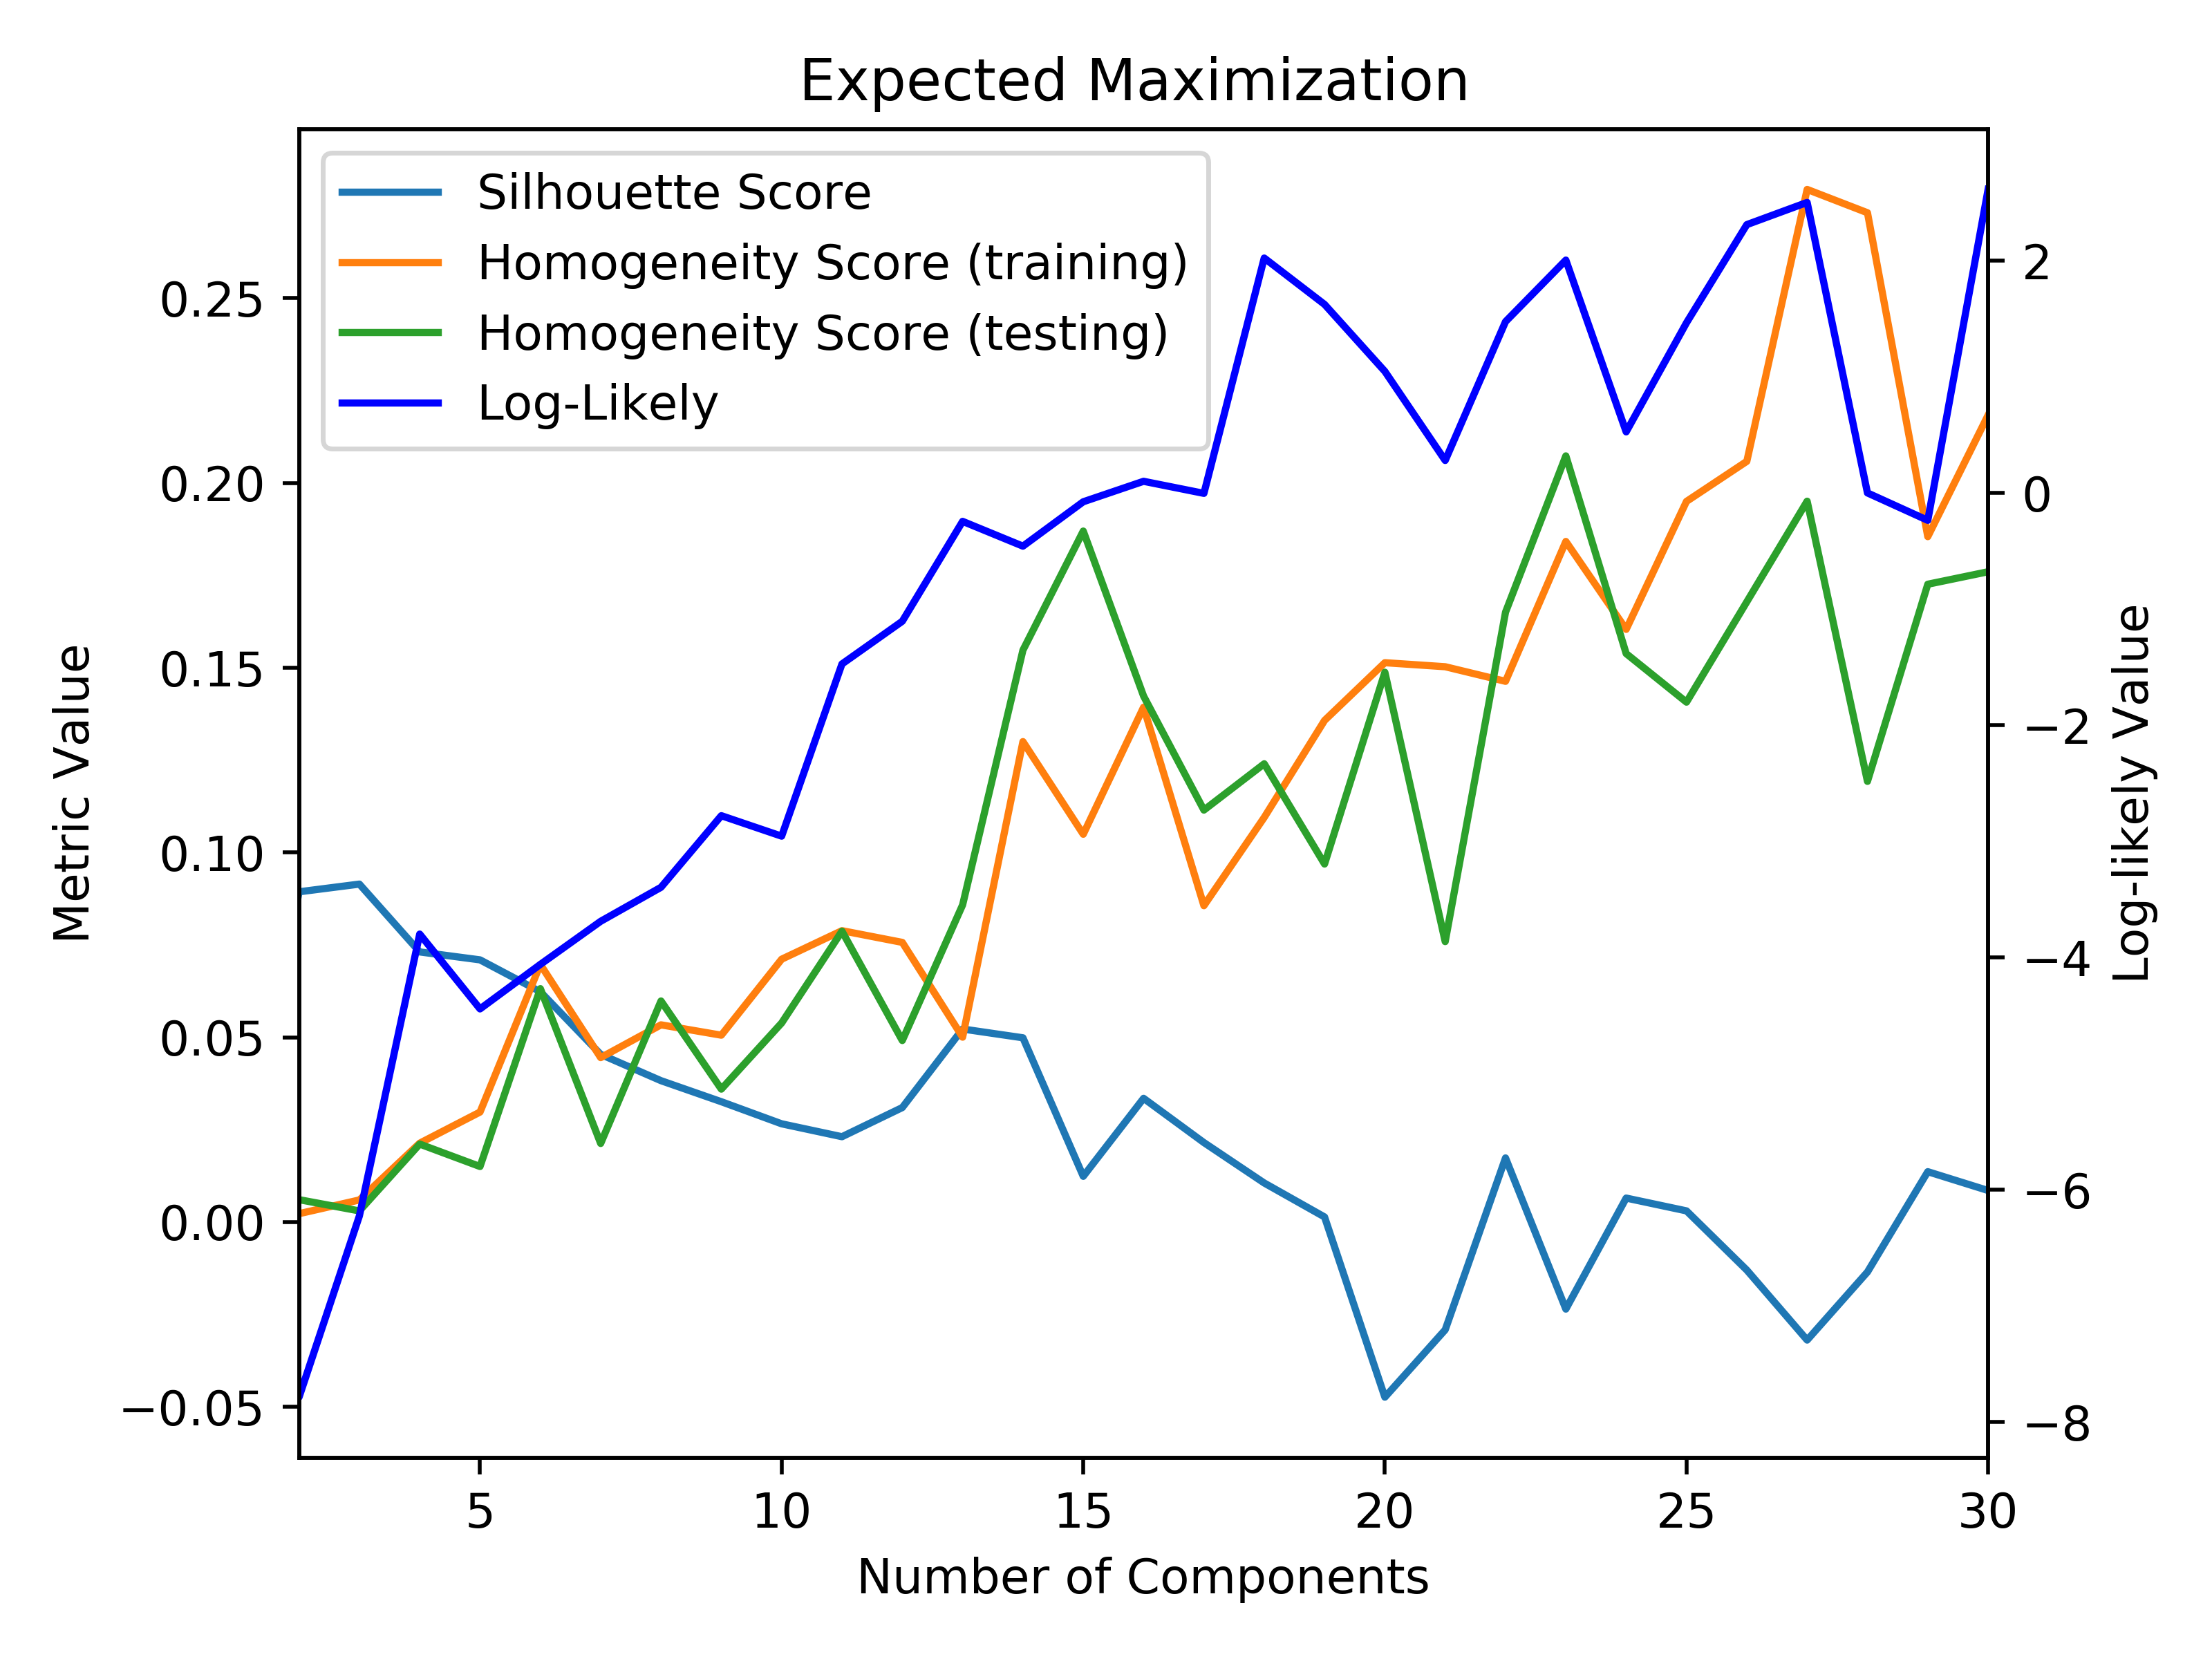 Expected Maximization
Silhouette Score
Homogeneity Score (training)
Homogeneity Score (testing)
Log-Likely
Metric Value
0.25
0.20
0.15
0.10
0.05
0.00
−0.05
2
0
−2
−4
−6
−8
Log-likely Value
5 10 15 20 25 30
Number of Components